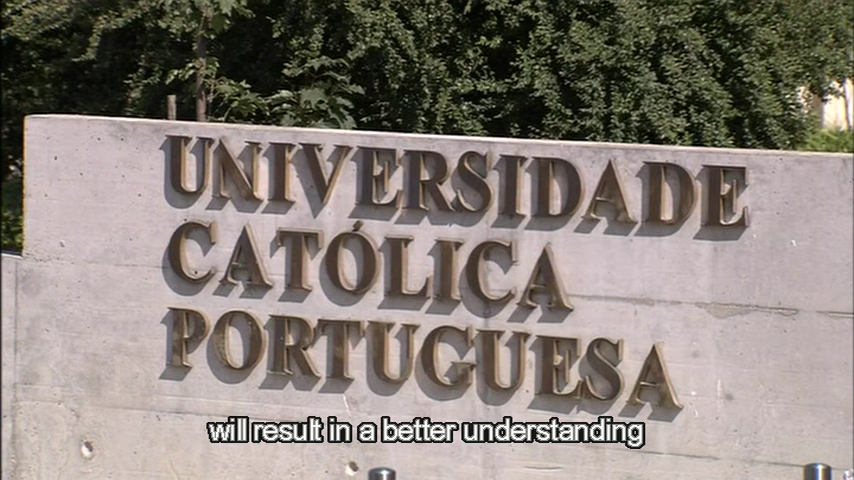 UNIVERSIDADE
CATÓLICA
PORTUGUESA
will result in a better understanding